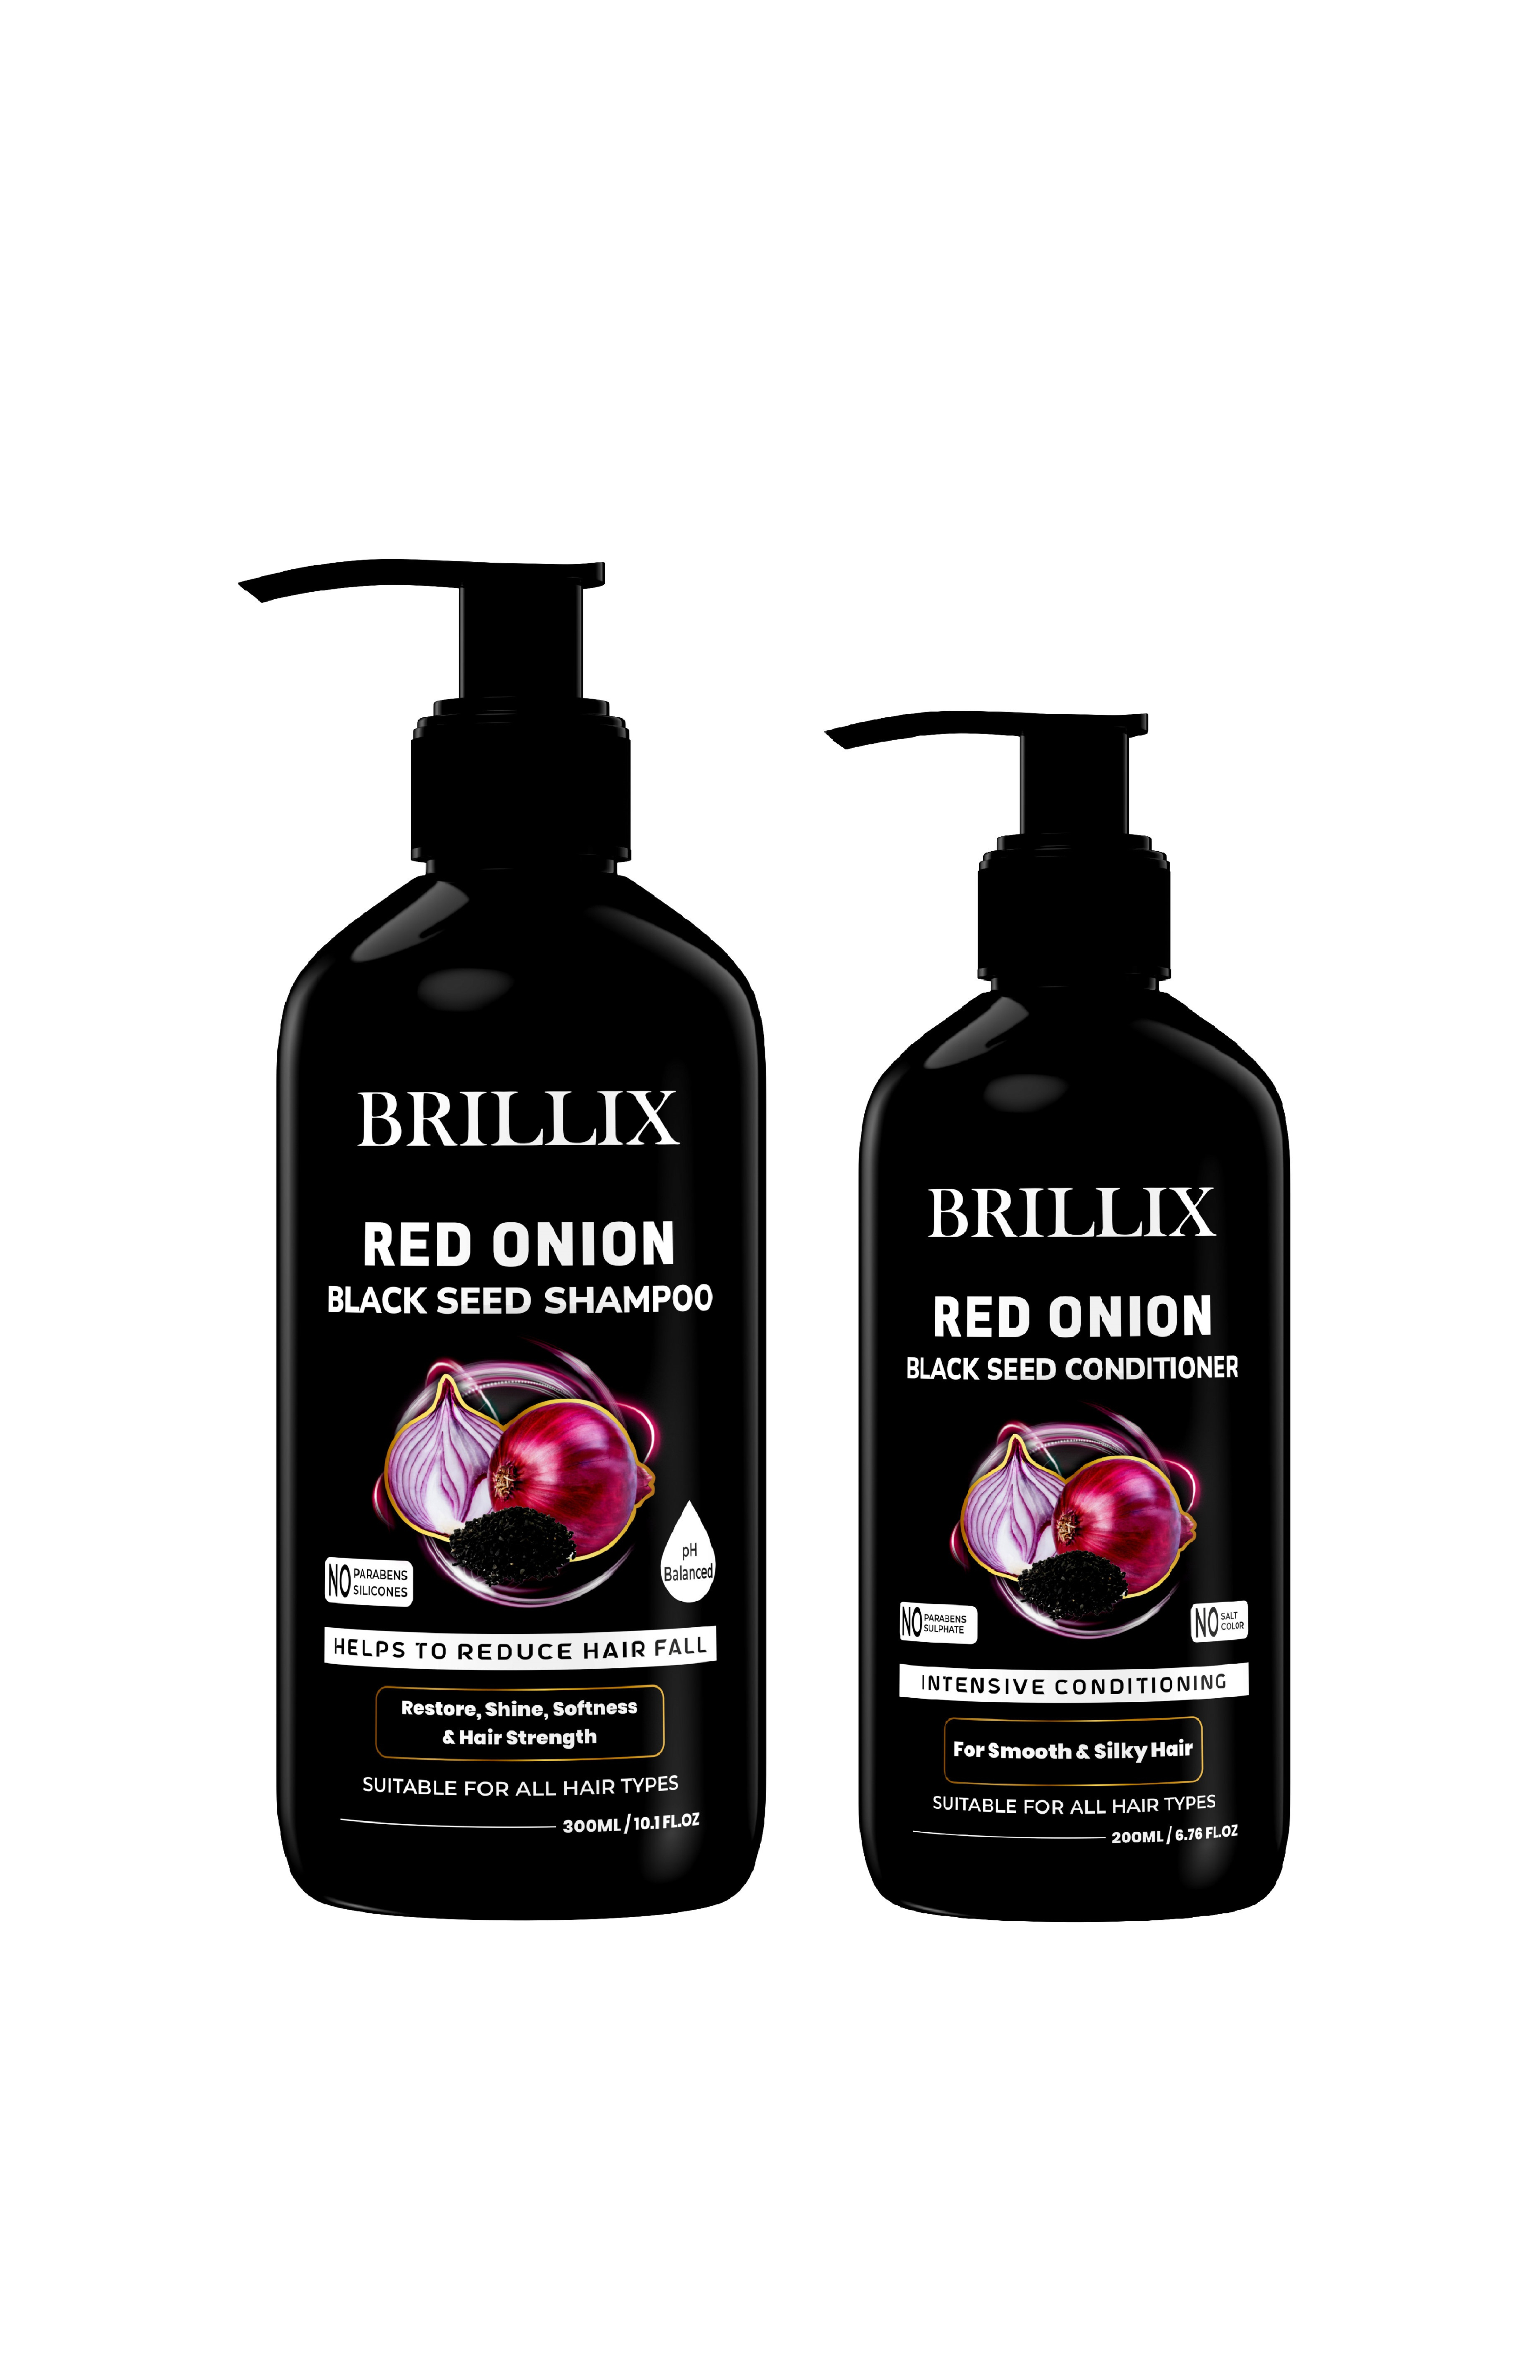 BRILLIX
RED ONION
BLACK SEED SHAMPOO
pH
Balanced
NO PARABENS
SILICONES
HELPS TO REDUCE HAIR FALL
Restore, Shine, Softness
& Hair Strength
SUITABLE FOR ALL HAIR TYPES
300ML / 10.1 FL.OZ
BRILLIX
RED ONION
BLACK SEED CONDITIONER
NO PARABENS
SULPHATE
NO SALT
COLOR
INTENSIVE CONDITIONING
For Smooth & Silky Hair
SUITABLE FOR ALL HAIR TYPES
200ML / 6.76 FL.OZ